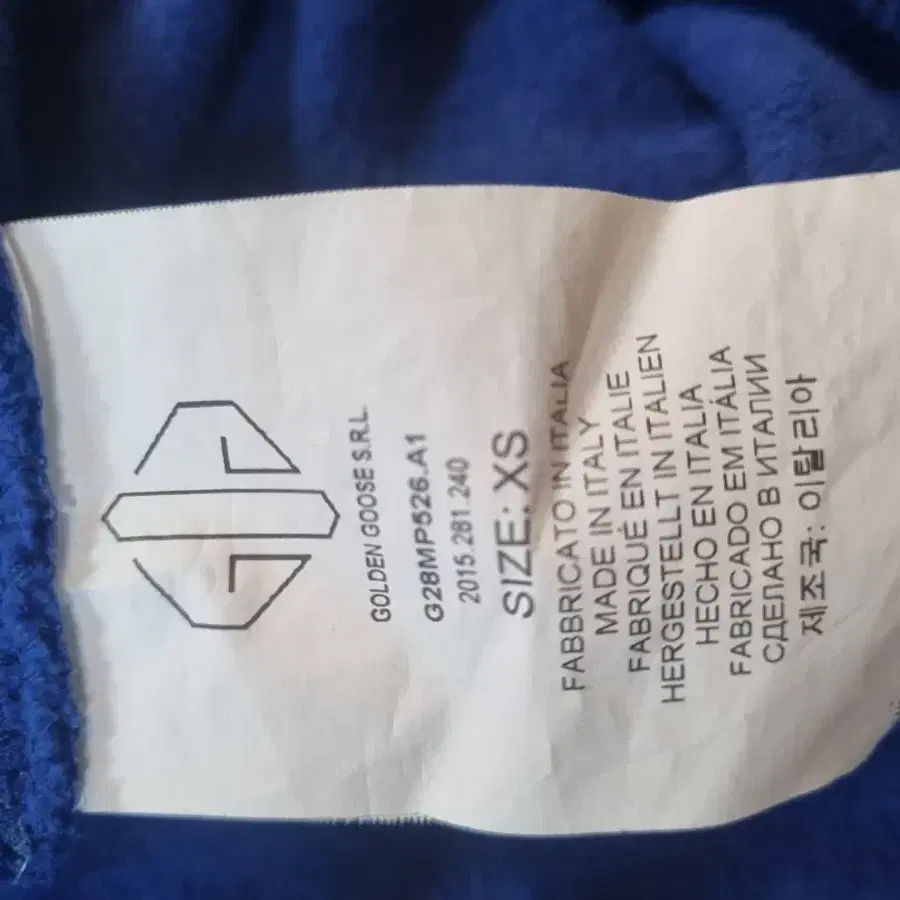 GOLDEN GOOSE S.R.L.
G28MP526.A1
2015.261.240
SIZE: XS
FABBRICATO IN ITALIA
MADE IN ITALY
FABRIQUÉ EN ITALIE
HERGESTELLT IN ITALIEN
HECHO EN ITALIA
FABRICADO EM ITÁLIA
СДЕЛАНО В ИТАЛИИ
제조국: 이탈리아